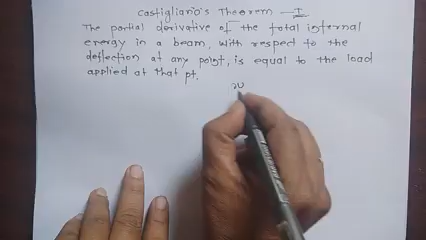 Castigliano's Theorem - I
The partial derivative of the total internal
energy in a beam, with respect to the
deflection at any point, is equal to the load
applied at that pt.
∂U